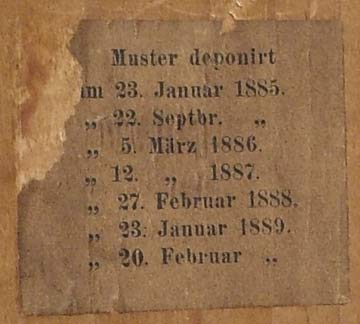 Muster deponirt
im 23. Januar 1885.
„ 22. Septbr. „
„ 5. März 1886.
„ 12. „ 1887.
„ 27. Februar 1888.
„ 23. Januar 1889.
„ 20. Februar „